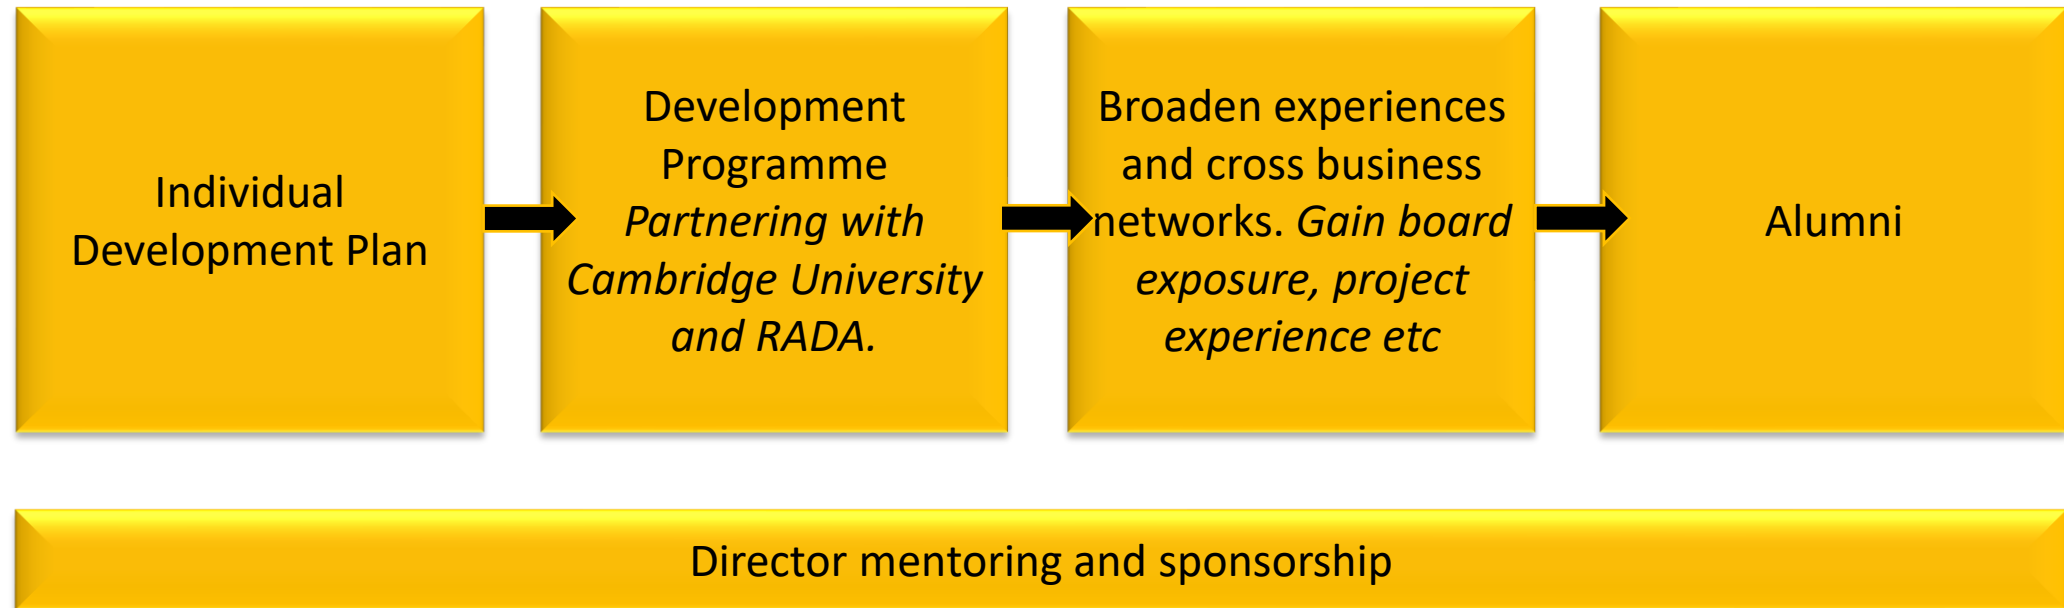 Individual
Development Plan
Development
Programme
Partnering with
Cambridge University
and RADA.
Broaden experiences
and cross business
networks. Gain board
exposure, project
experience etc
Alumni
Director mentoring and sponsorship